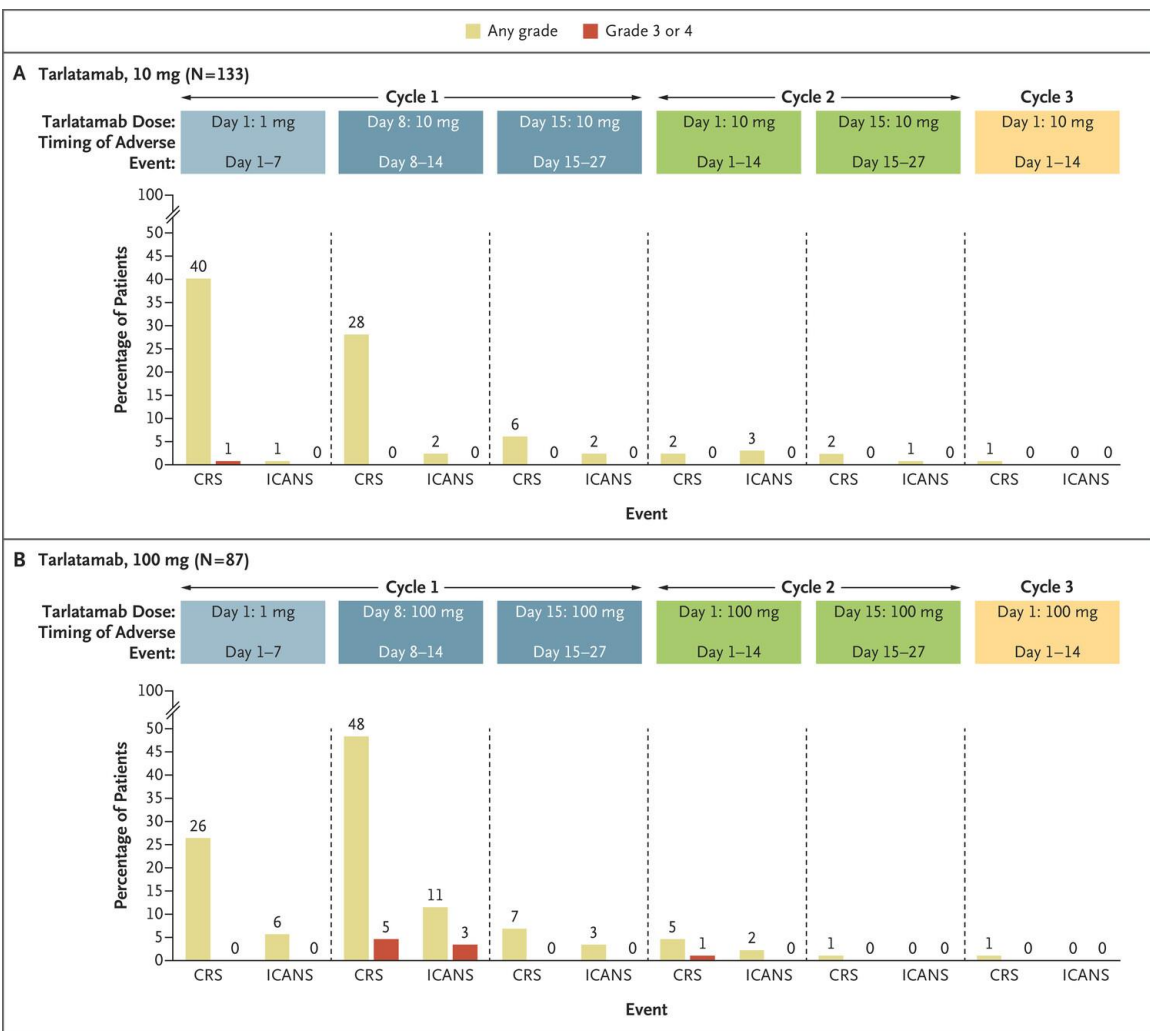 Any grade Grade 3 or 4
A Tarlatamab, 10 mg (N=133)
Cycle 1 Cycle 2 Cycle 3
Tarlatamab Dose: Day 1: 1 mg Day 8: 10 mg Day 15: 10 mg Day 1: 10 mg Day 15: 10 mg Day 1: 10 mg
Timing of Adverse
Event: Day 1–7 Day 8–14 Day 15–27 Day 1–14 Day 15–27 Day 1–14
Percentage of Patients
100
50
45
40
35
30
25
20
15
10
5
0
40 1 1 0 28 0 2 0 6 0 2 0 2 0 3 0 2 0 1 0 1 0 0 0
CRS ICANS CRS ICANS CRS ICANS CRS ICANS CRS ICANS CRS ICANS
Event
B Tarlatamab, 100 mg (N=87)
Cycle 1 Cycle 2 Cycle 3
Tarlatamab Dose: Day 1: 1 mg Day 8: 100 mg Day 15: 100 mg Day 1: 100 mg Day 15: 100 mg Day 1: 100 mg
Timing of Adverse
Event: Day 1–7 Day 8–14 Day 15–27 Day 1–14 Day 15–27 Day 1–14
Percentage of Patients
100
50
45
40
35
30
25
20
15
10
5
0
26 0 6 0 48 5 11 3 7 0 3 0 5 1 2 0 1 0 0 0 1 0 0 0
CRS ICANS CRS ICANS CRS ICANS CRS ICANS CRS ICANS CRS ICANS
Event